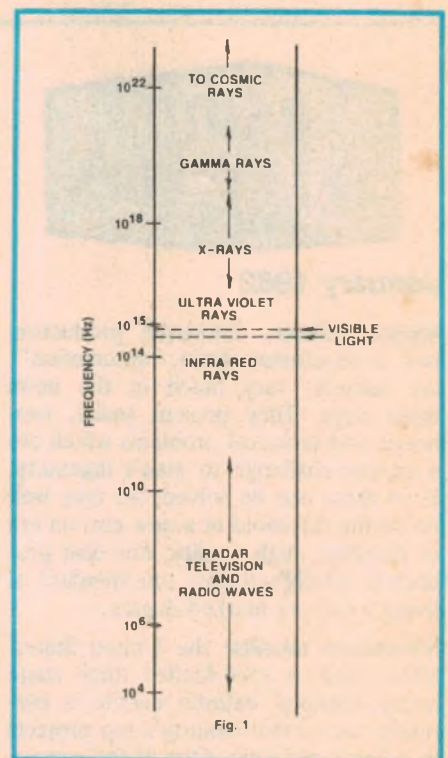 10²²
TO COSMIC
RAYS
GAMMA RAYS
10¹⁸
X-RAYS
ULTRA VIOLET
RAYS
10¹⁵
VISIBLE
LIGHT
10¹⁴
INFRA RED
RAYS
FREQUENCY (Hz)
10¹⁰
RADAR
TELEVISION
AND
RADIO WAVES
10⁶
10⁴
Fig. 1